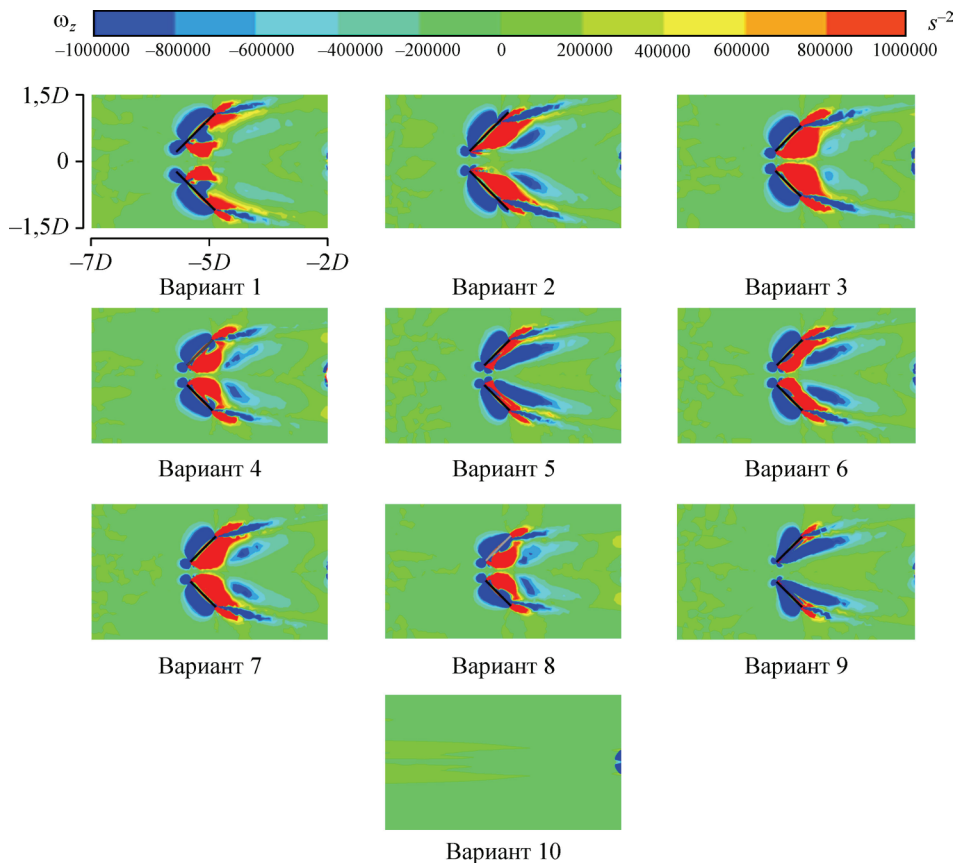 ω_z
s⁻²
−1000000 −800000 −600000 −400000 −200000 0 200000 400000 600000 800000 1000000
1,5D
0
−1,5D
−7D −5D −2D
Вариант 1 Вариант 2 Вариант 3
Вариант 4 Вариант 5 Вариант 6
Вариант 7 Вариант 8 Вариант 9
Вариант 10